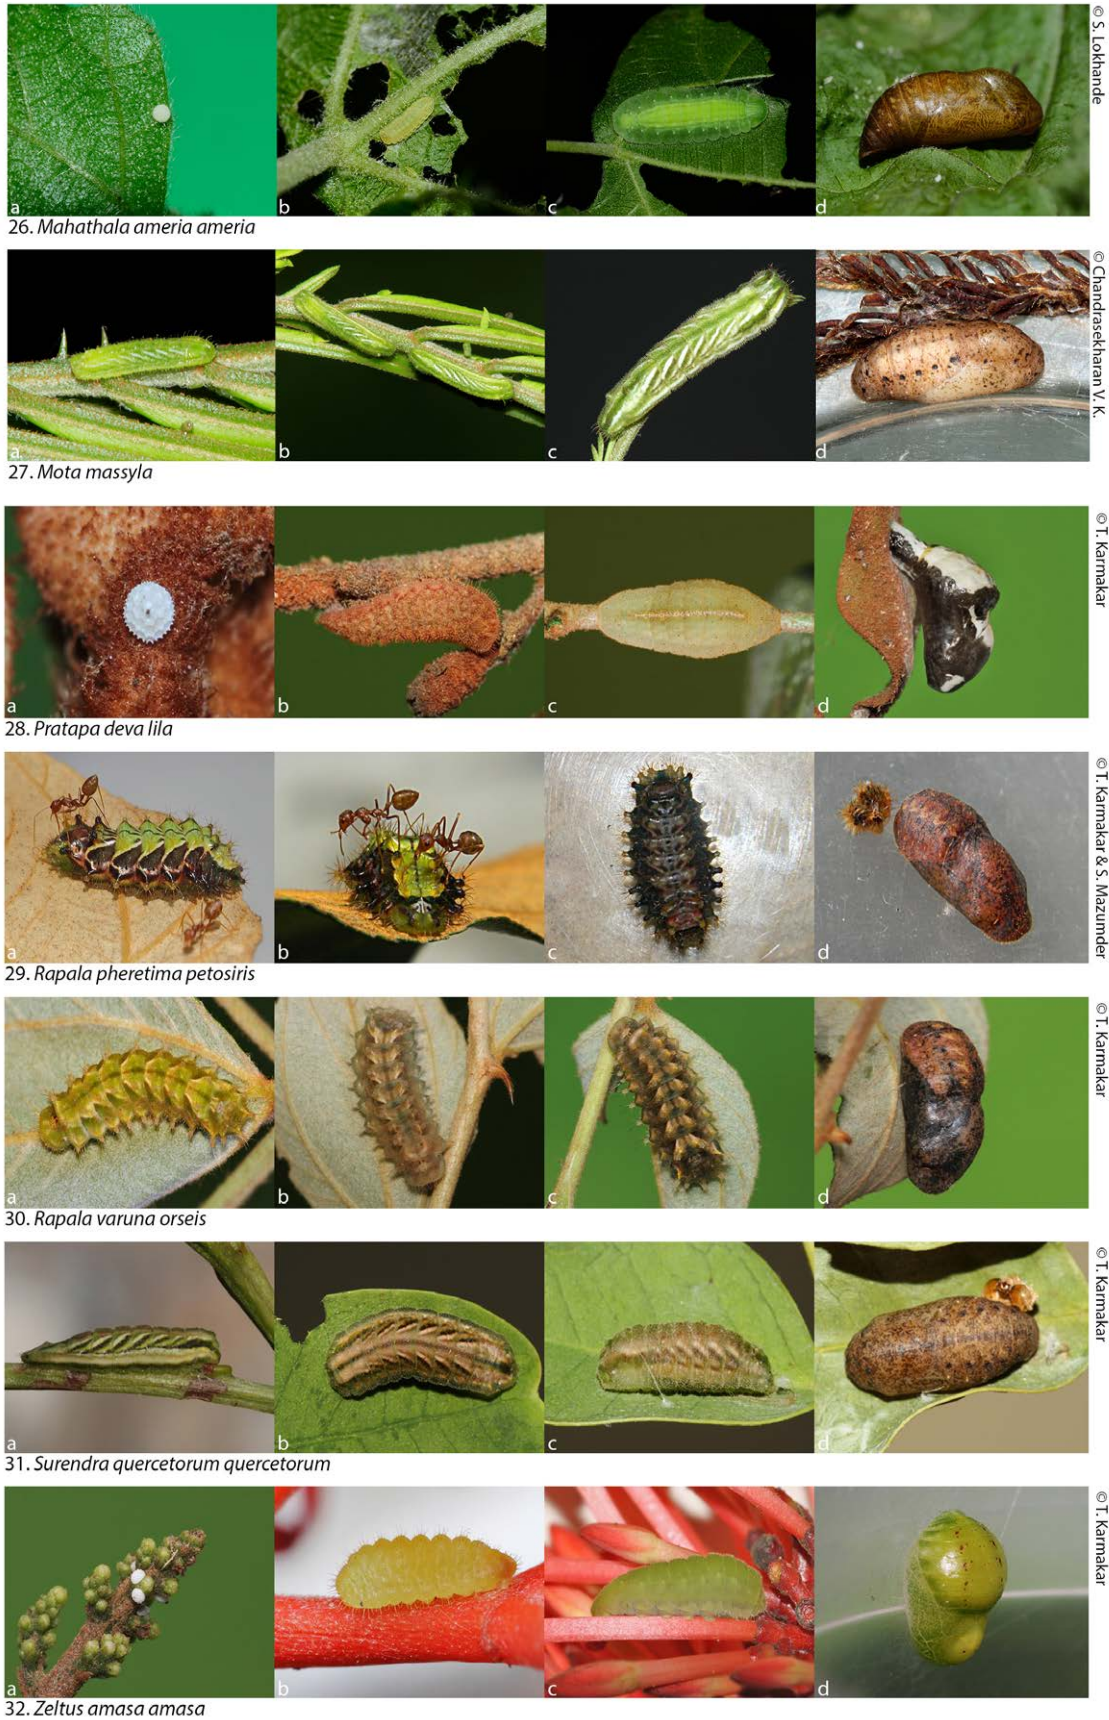 a b c d
© S. Lokhande
26. Mahathala ameria ameria
a b c d
© Chandrasekharan V. K.
27. Mota massyla
a b c d
© T. Karmakar
28. Pratapa deva lila
a b c d
© T. Karmakar & S. Mazumder
29. Rapala pheretima petosiris
a b c d
© T. Karmakar
30. Rapala varuna orseis
a b c d
© T. Karmakar
31. Surendra quercetorum quercetorum
a b c d
© T. Karmakar
32. Zeltus amasa amasa